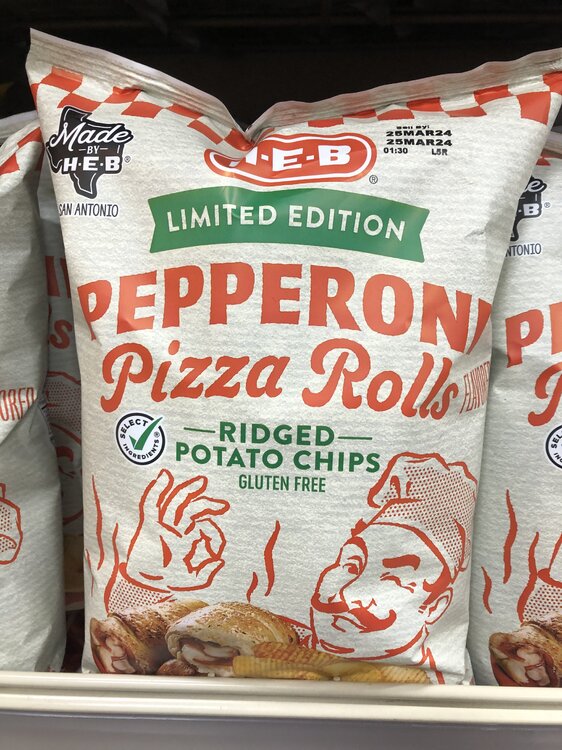 Sell By:
25MAR24
25MAR24
01:30 L5R
Made
BY
H-E-B®
SAN ANTONIO
H-E-B®
LIMITED EDITION
PEPPERONI
Pizza Rolls FLAVORED
SELECT INGREDIENTS®
RIDGED
POTATO CHIPS
GLUTEN FREE